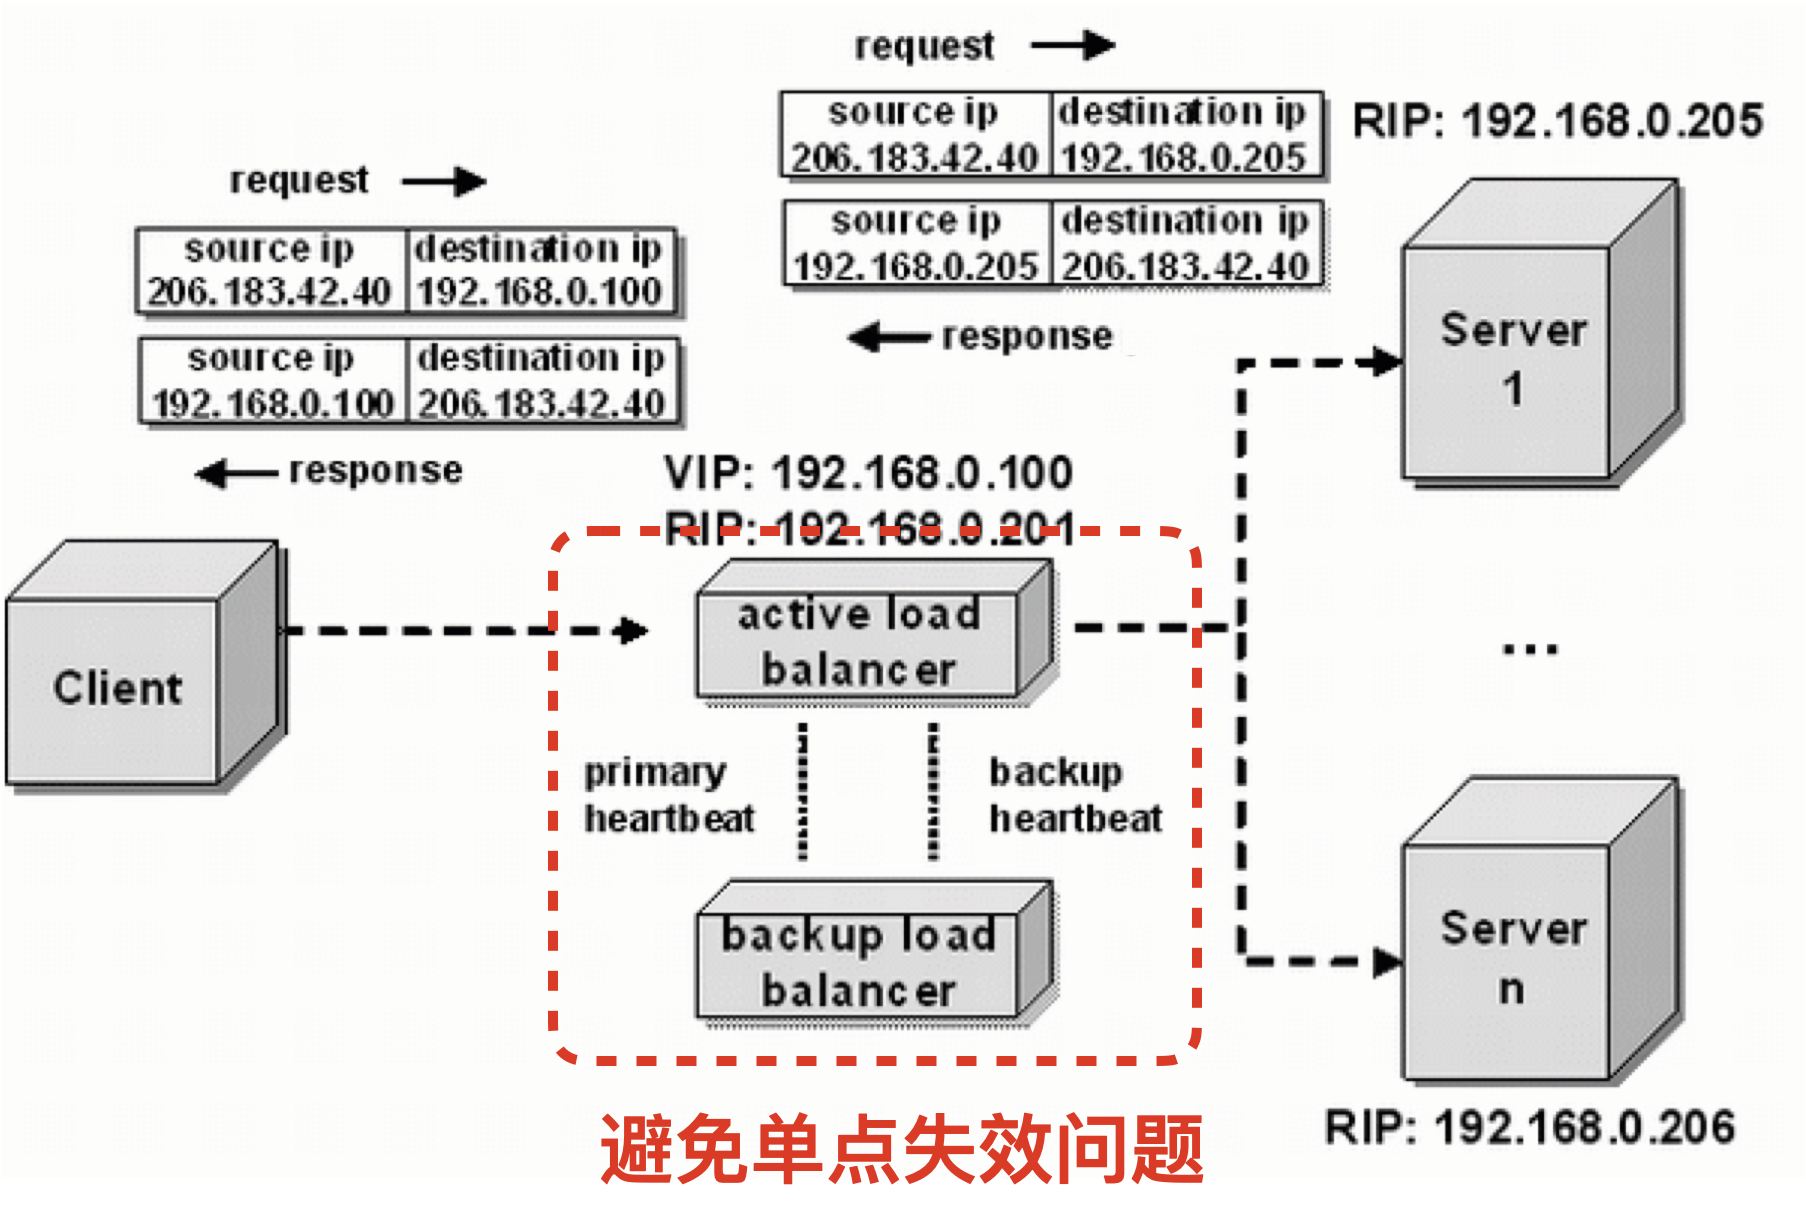 request
source ip destination ip
206.183.42.40 192.168.0.205
source ip destination ip
192.168.0.205 206.183.42.40
response
RIP: 192.168.0.205
request
source ip destination ip
206.183.42.40 192.168.0.100
source ip destination ip
192.168.0.100 206.183.42.40
response
VIP: 192.168.0.100
RIP: 192.168.0.201
Server
1
Client
active load
balancer
primary
heartbeat
backup
heartbeat
backup load
balancer
...
Server
n
RIP: 192.168.0.206
避免单点失效问题